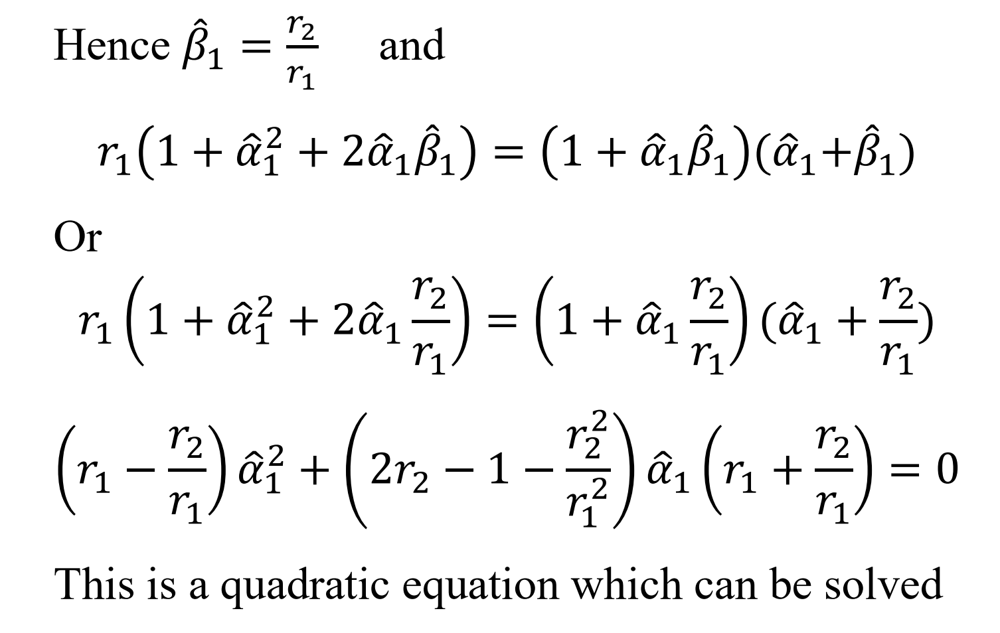 Hence $\hat{\beta}_1 = \frac{r_2}{r_1}$ and
$r_1\left(1 + \hat{\alpha}_1^2 + 2\hat{\alpha}_1\hat{\beta}_1\right) = \left(1 + \hat{\alpha}_1\hat{\beta}_1\right)(\hat{\alpha}_1 + \hat{\beta}_1)$
Or
$r_1\left(1 + \hat{\alpha}_1^2 + 2\hat{\alpha}_1\frac{r_2}{r_1}\right) = \left(1 + \hat{\alpha}_1\frac{r_2}{r_1}\right)(\hat{\alpha}_1 + \frac{r_2}{r_1})$
$\left(r_1 - \frac{r_2}{r_1}\right)\hat{\alpha}_1^2 + \left(2r_2 - 1 - \frac{r_2^2}{r_1^2}\right)\hat{\alpha}_1\left(r_1 + \frac{r_2}{r_1}\right) = 0$
This is a quadratic equation which can be solved